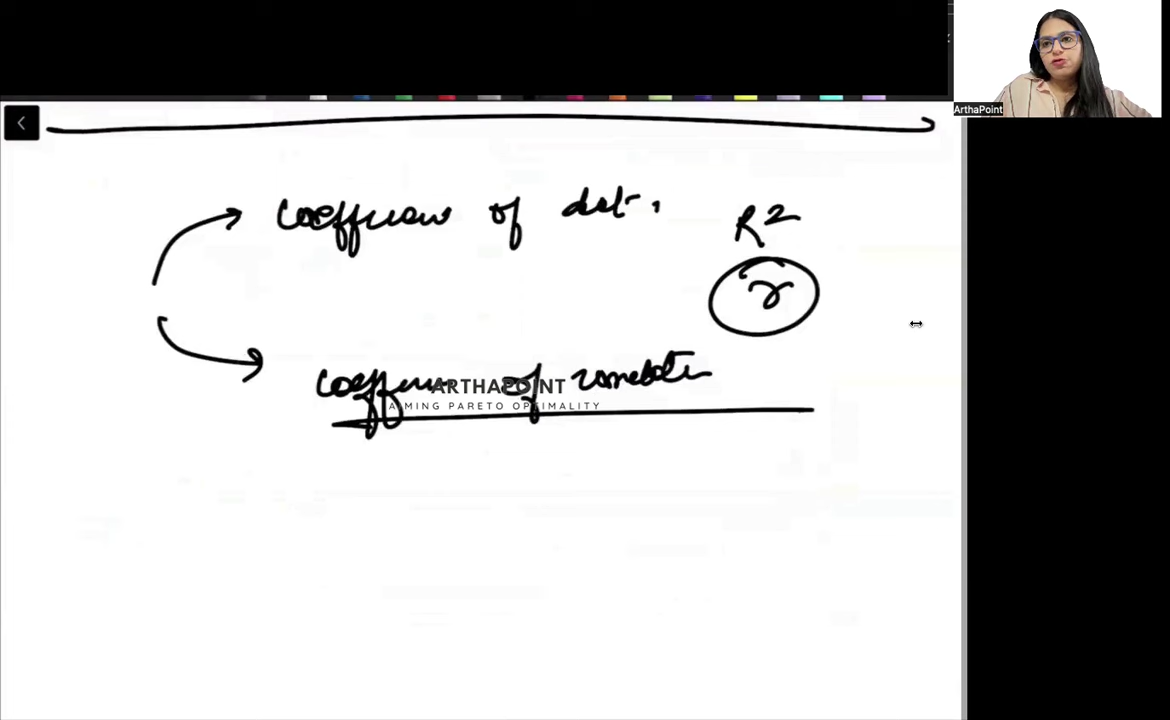 coefficient of det.
R²
r
coefficient of correlation
ARTHAPOINT
AIMING PARETO OPTIMALITY
ArthaPoint